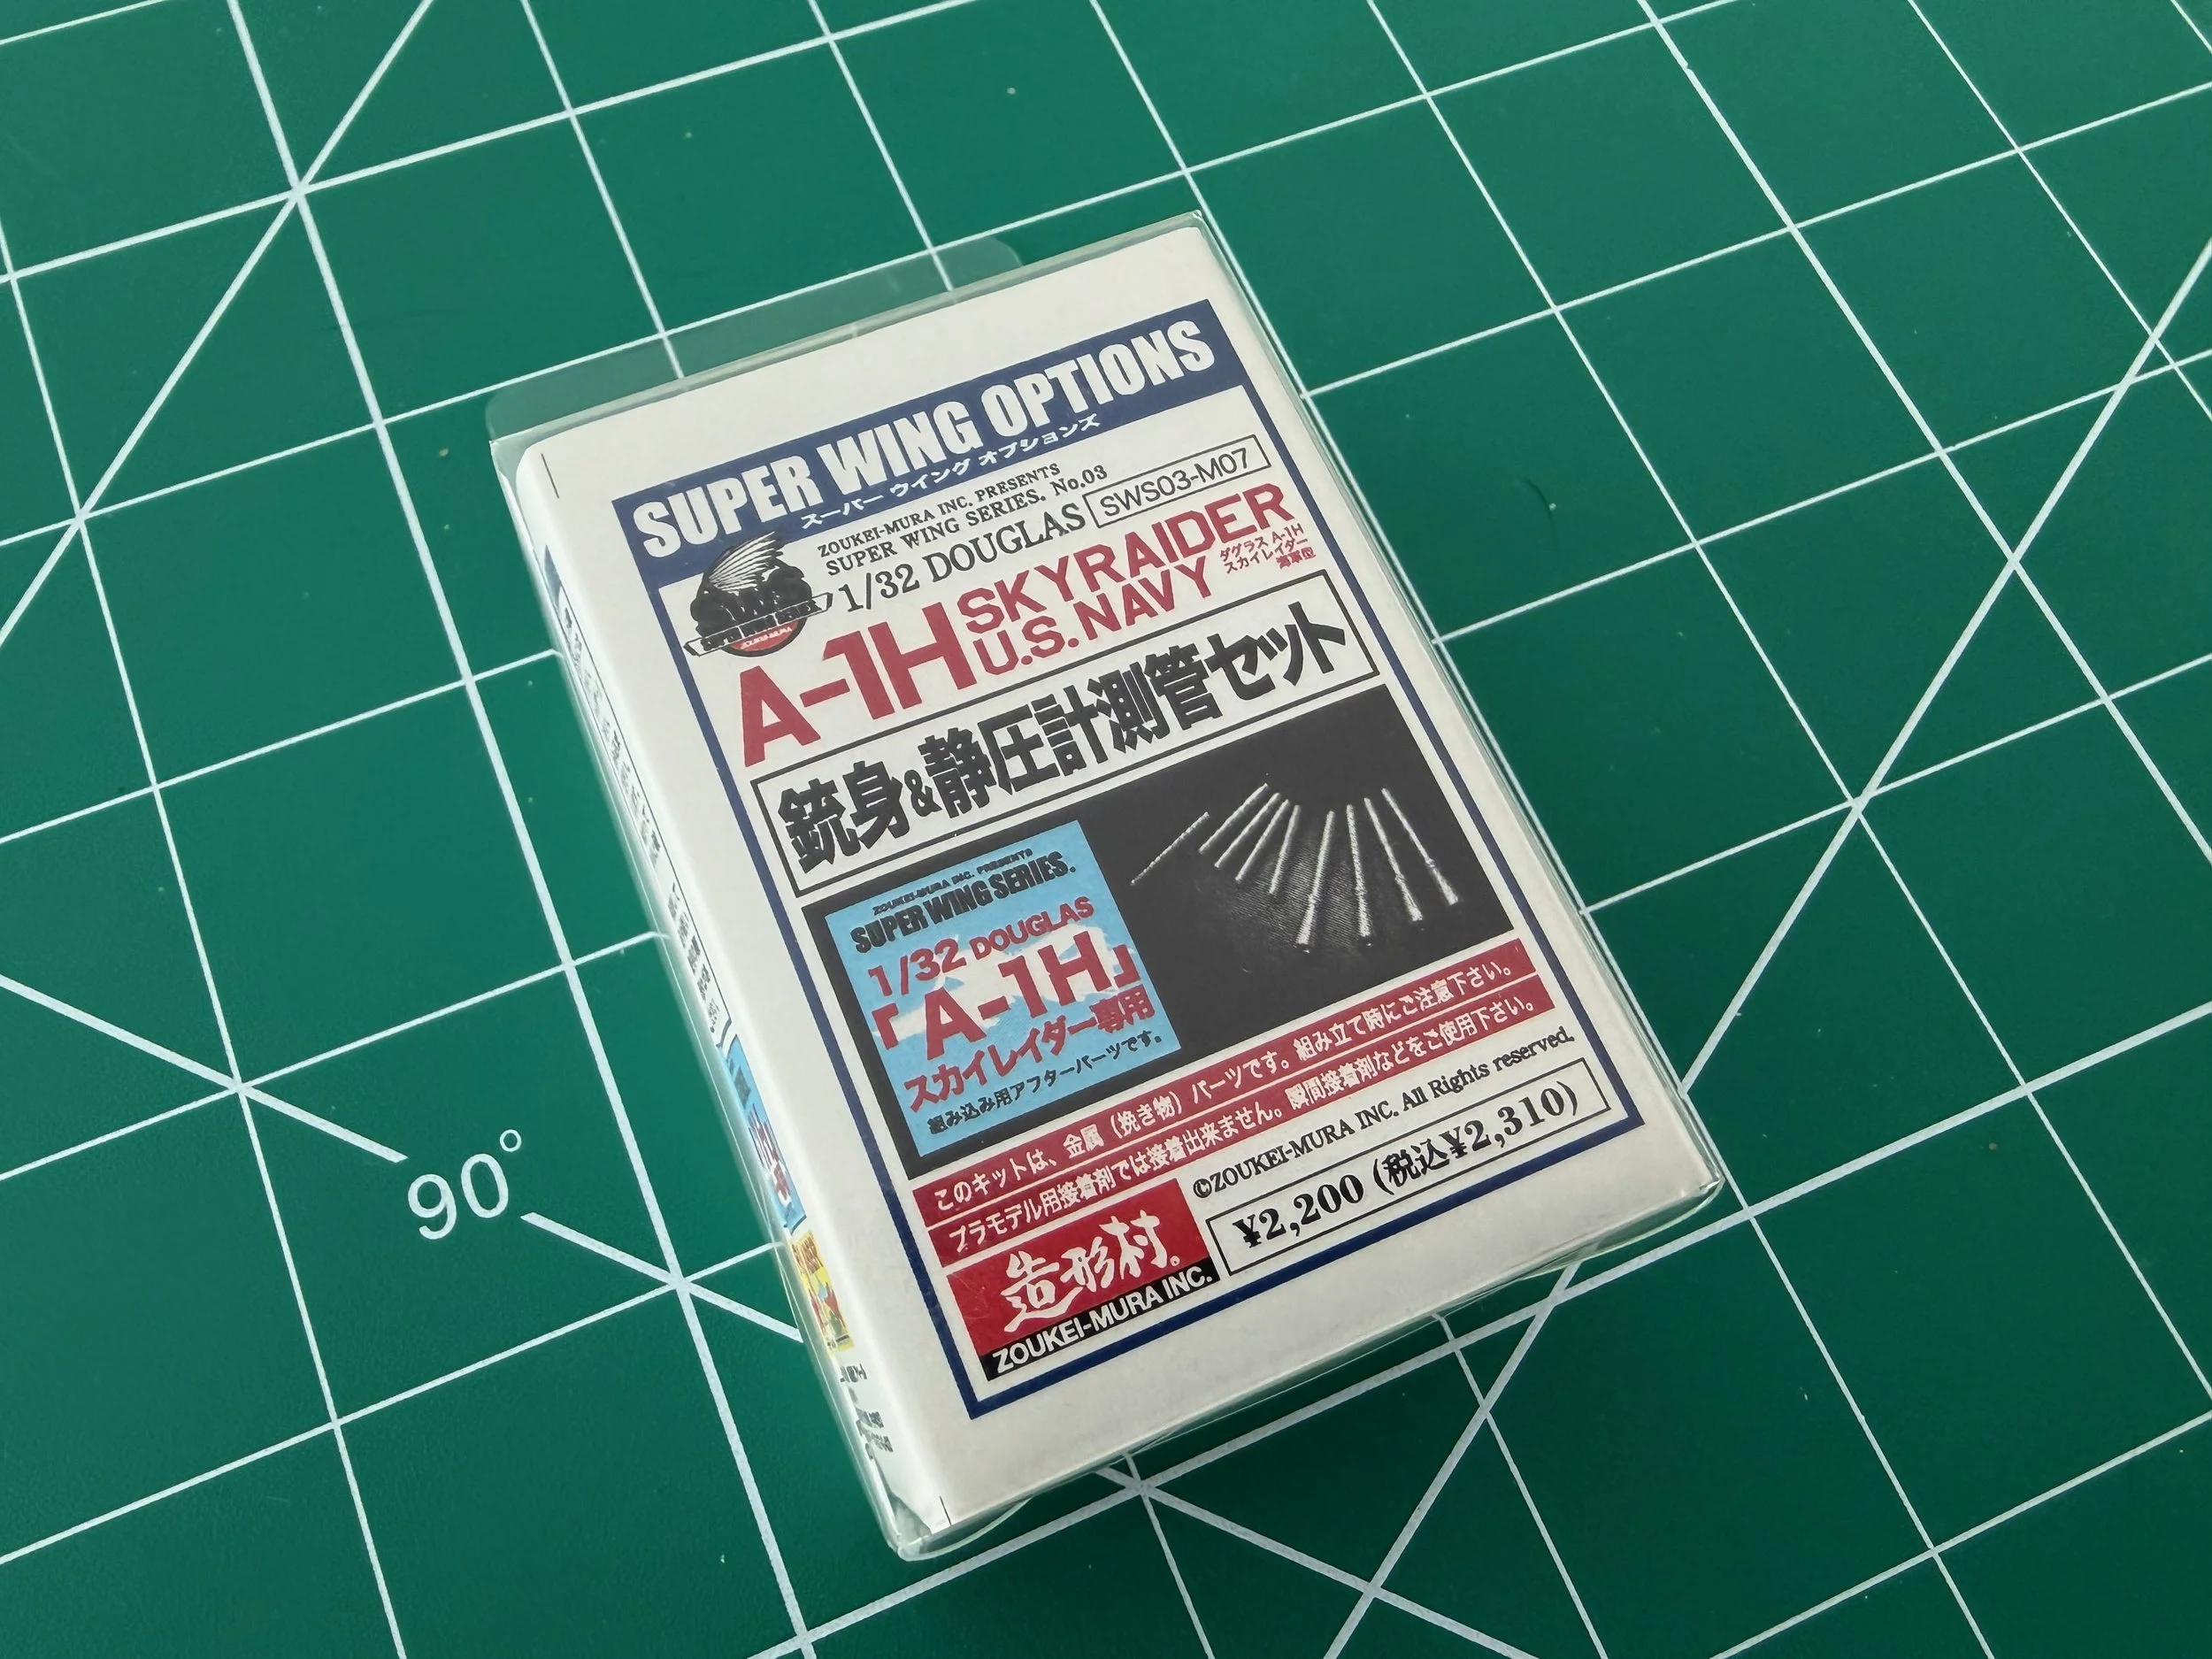 SUPER WING OPTIONS
スーパー ウイング オプションズ
ZOUKEI-MURA INC. PRESENTS
SUPER WING SERIES. No.03
1/32 DOUGLAS
SWS03-M07
A-1H SKYRAIDER
U.S. NAVY
ダグラス A-1H
スカイレイダー
海軍型
SWS
SUPER WING SERIES
銃身&静圧計測管セット
ZOUKEI-MURA INC. PRESENTS
SUPER WING SERIES.
1/32 DOUGLAS
「A-1H」
スカイレイダー専用
組み込み用アフターパーツです。
このキットは、金属（挽き物）パーツです。組み立て時にご注意下さい。
プラモデル用接着剤では接着出来ません。瞬間接着剤などをご使用下さい。
©ZOUKEI-MURA INC. All Rights reserved.
¥2,200 (税込¥2,310)
造形村。
ZOUKEI-MURA INC.
90°